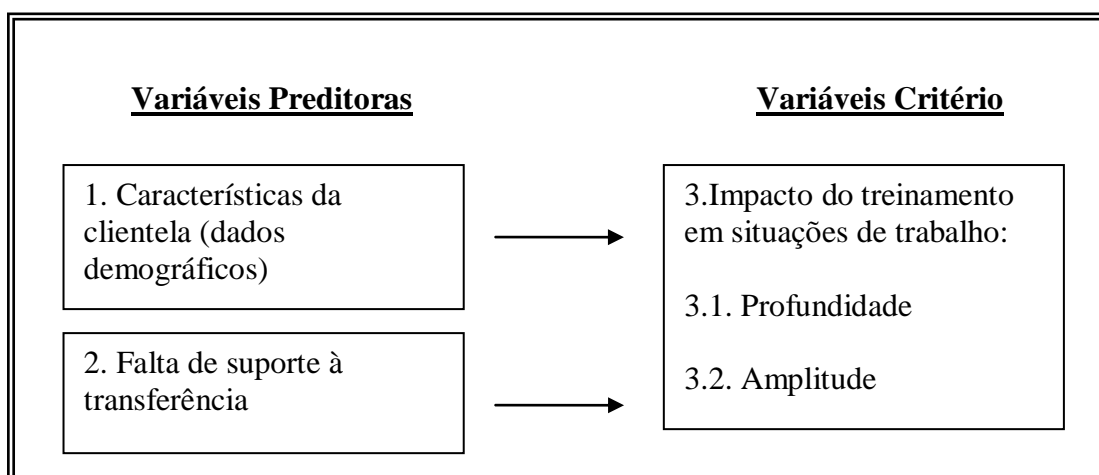 Variáveis Preditoras
Variáveis Critério
1. Características da
clientela (dados
demográficos)
2. Falta de suporte à
transferência
3.Impacto do treinamento
em situações de trabalho:
3.1. Profundidade
3.2. Amplitude